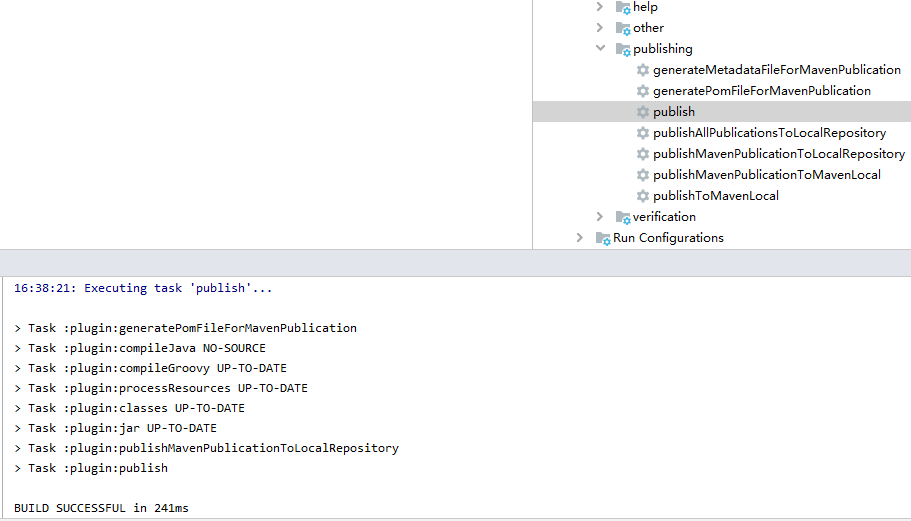 help
other
publishing
generateMetadataFileForMavenPublication
generatePomFileForMavenPublication
publish
publishAllPublicationsToLocalRepository
publishMavenPublicationToLocalRepository
publishMavenPublicationToMavenLocal
publishToMavenLocal
verification
Run Configurations
16:38:21: Executing task 'publish'...
> Task :plugin:generatePomFileForMavenPublication
> Task :plugin:compileJava NO-SOURCE
> Task :plugin:compileGroovy UP-TO-DATE
> Task :plugin:processResources UP-TO-DATE
> Task :plugin:classes UP-TO-DATE
> Task :plugin:jar UP-TO-DATE
> Task :plugin:publishMavenPublicationToLocalRepository
> Task :plugin:publish
BUILD SUCCESSFUL in 241ms